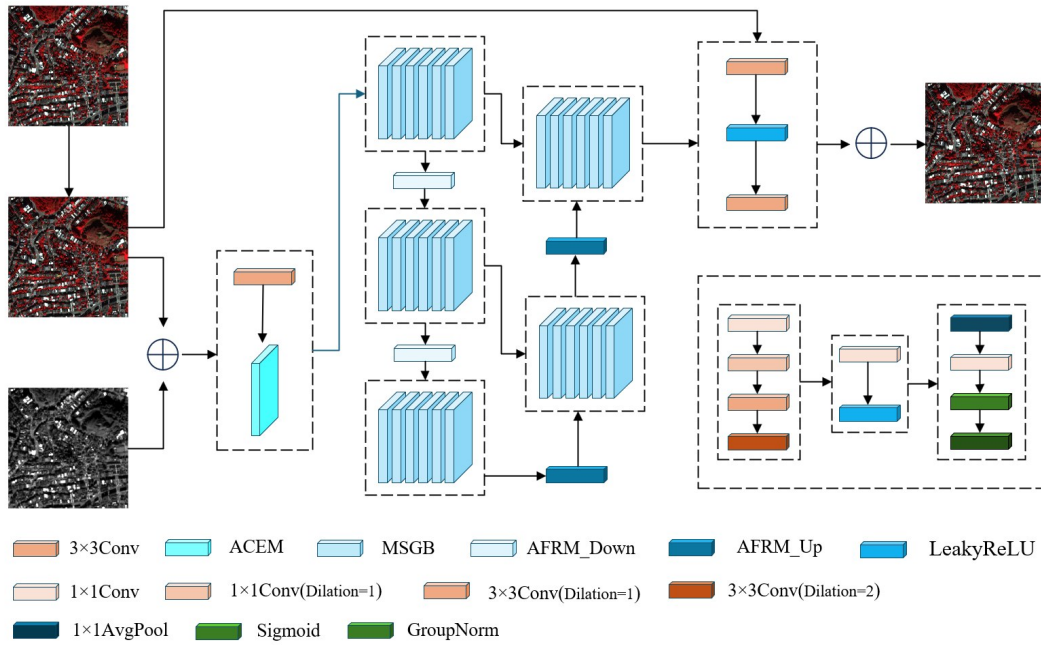 3×3Conv ACEM MSGB AFRM_Down AFRM_Up LeakyReLU
1×1Conv 1×1Conv(Dilation=1) 3×3Conv(Dilation=1) 3×3Conv(Dilation=2)
1×1AvgPool Sigmoid GroupNorm